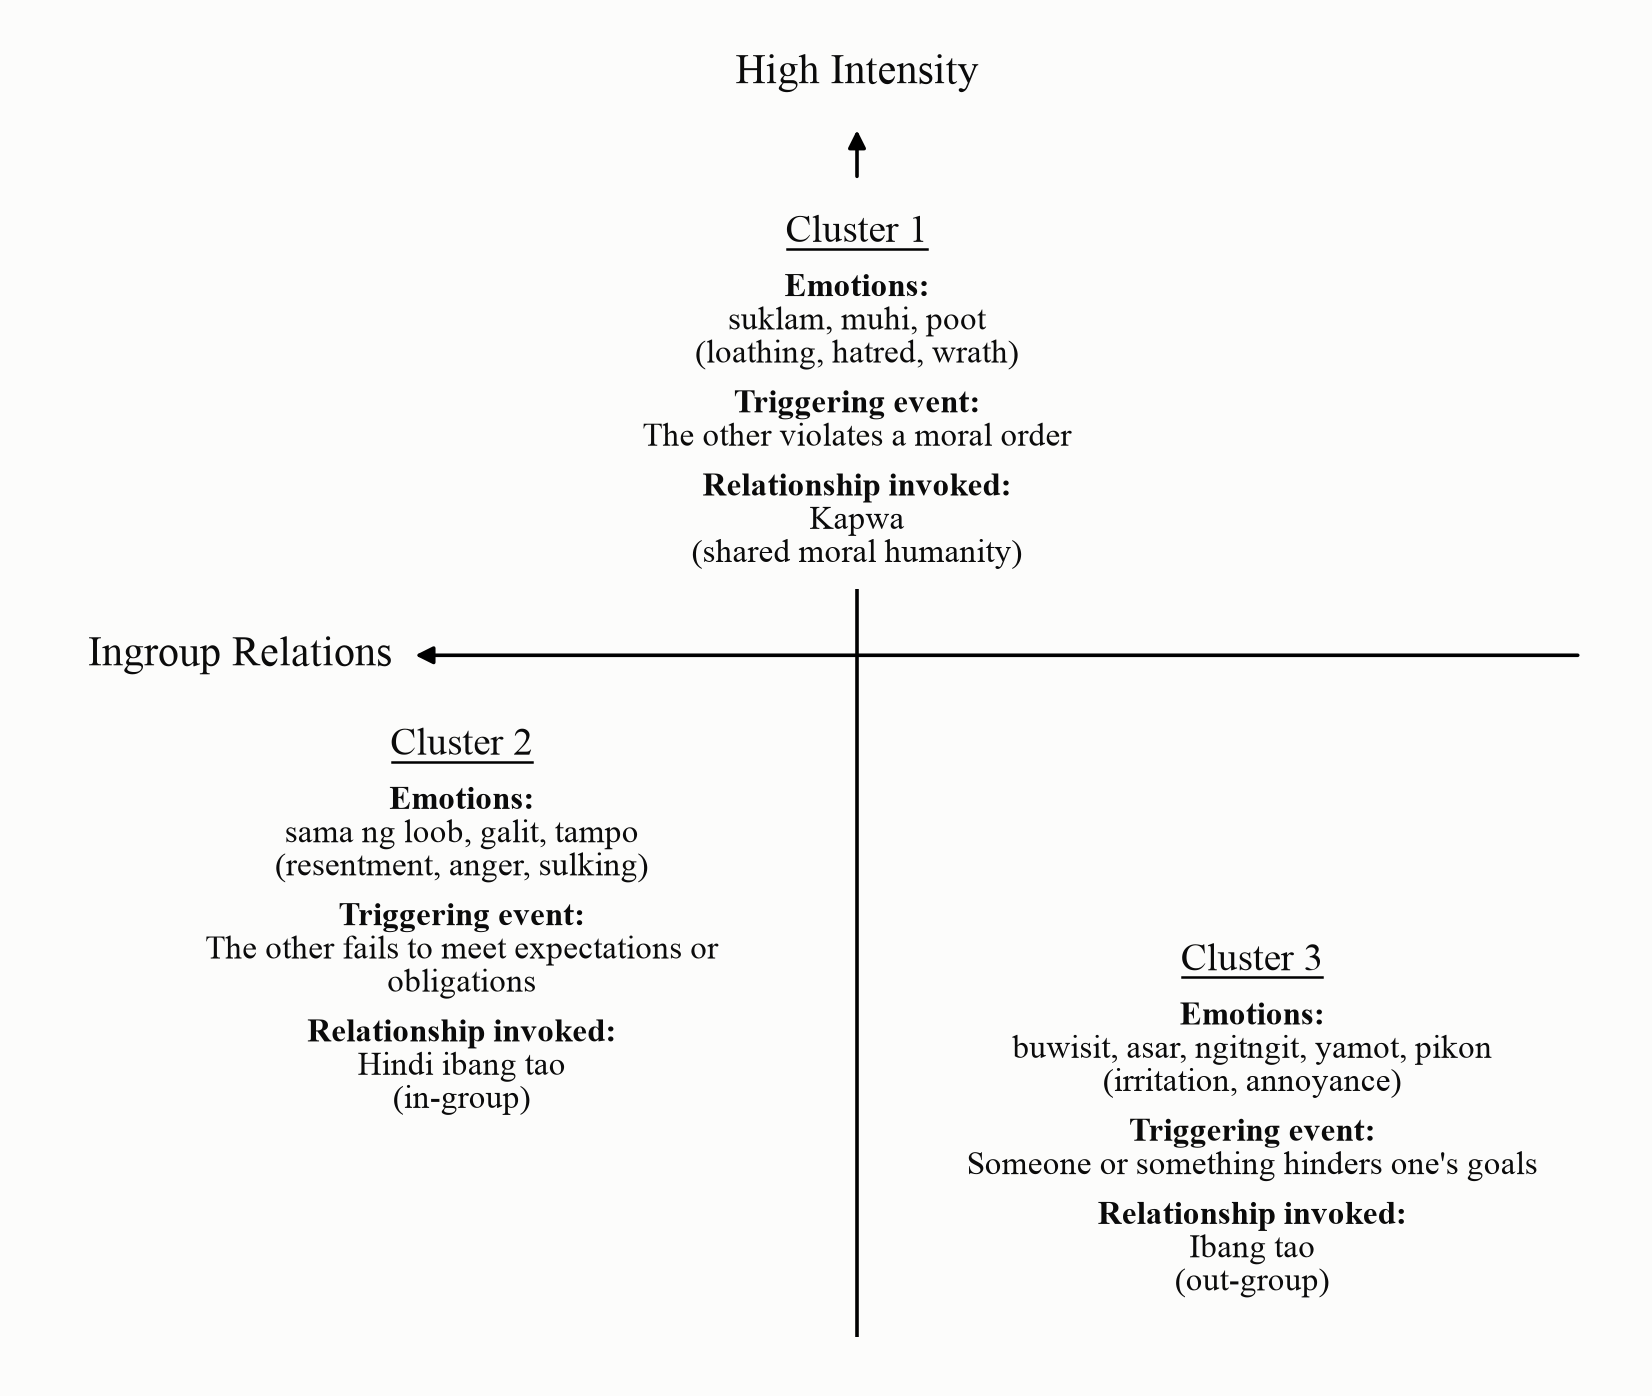 High Intensity
Cluster 1
Emotions:
suklam, muhi, poot
(loathing, hatred, wrath)
Triggering event:
The other violates a moral order
Relationship invoked:
Kapwa
(shared moral humanity)
Ingroup Relations
Cluster 2
Emotions:
sama ng loob, galit, tampo
(resentment, anger, sulking)
Triggering event:
The other fails to meet expectations or
obligations
Relationship invoked:
Hindi ibang tao
(in-group)
Cluster 3
Emotions:
buwisit, asar, ngitngit, yamot, pikon
(irritation, annoyance)
Triggering event:
Someone or something hinders one's goals
Relationship invoked:
Ibang tao
(out-group)